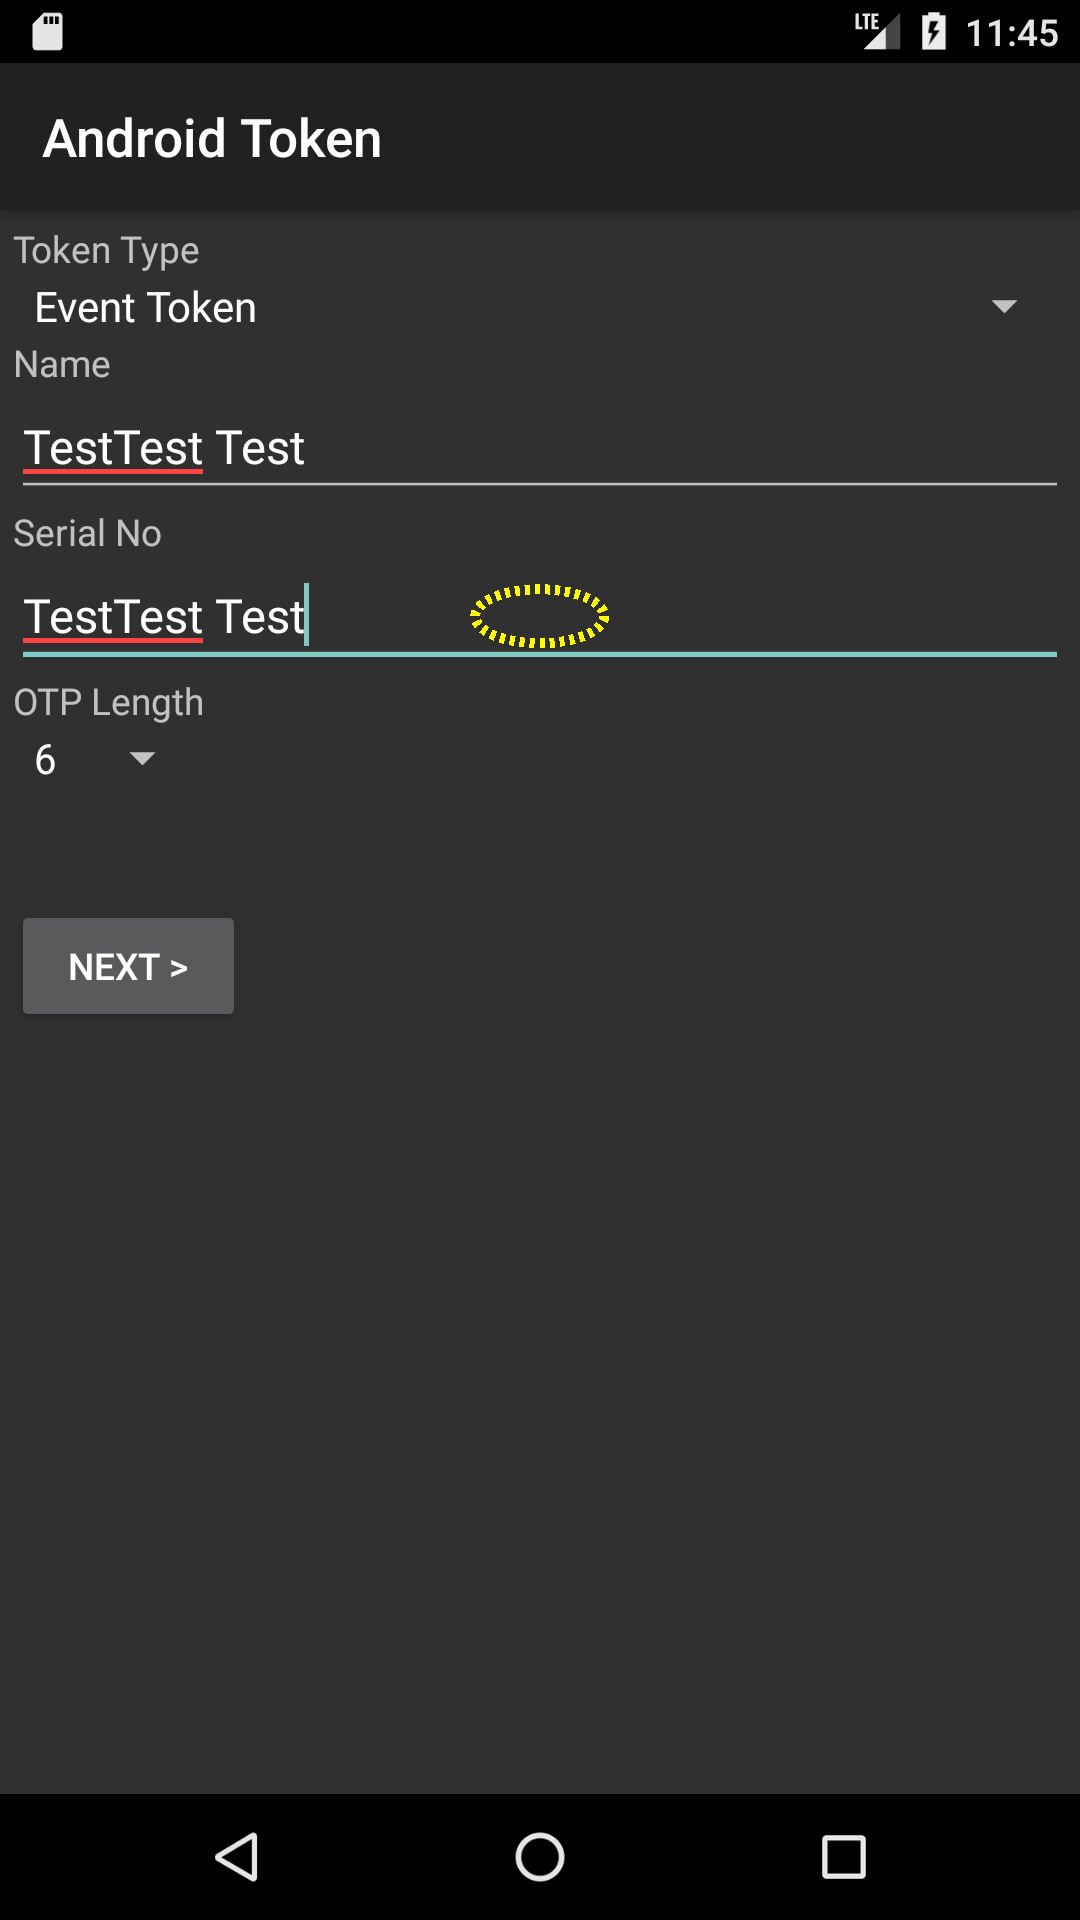 LTE 11:45
Android Token
Token Type
Event Token
Name
TestTest Test
Serial No
TestTest Test
OTP Length
6
NEXT >